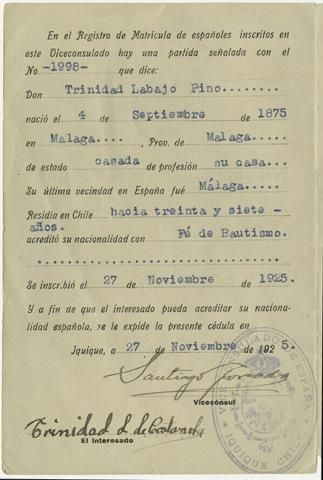 En el Registro de Matrícula de españoles inscritos en
este Viceconsulado hay una partida señalada con el
No. -1998- que dice:
Don Trinidad Labajo Pino........
nació el 4 de Septiembre de 1875
en Malaga...., Prov. de Malaga.....
de estado casada de profesión su casa...
Su última vecindad en España fué Málaga.....
Residia en Chile hacia treinta y siete -
años.
acreditó su nacionalidad con Fé de Bautismo.
Se inscribió el 27 de Noviembre de 1925.
Y a fin de que el interesado pueda acreditar su naciona-
lidad española, se le expide la presente cédula en
Iquique, a 27 de Noviembre de 1925.
Santiago
Vicecónsul
Trinidad L de
El Interesado
VICECONSULADO DE ESPAÑA
IQUIQUE CHILE